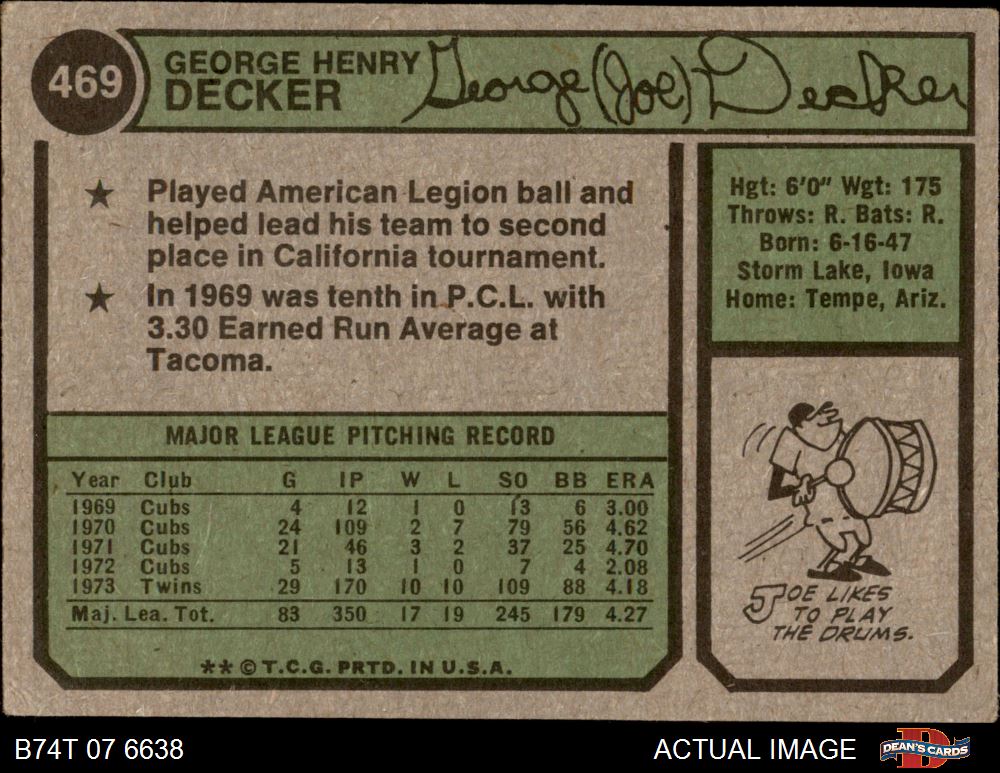 469
GEORGE HENRY
DECKER
George (Joe) Decker
★ Played American Legion ball and
helped lead his team to second
place in California tournament.
★ In 1969 was tenth in P.C.L. with
3.30 Earned Run Average at
Tacoma.
Hgt: 6'0" Wgt: 175
Throws: R. Bats: R.
Born: 6-16-47
Storm Lake, Iowa
Home: Tempe, Ariz.
MAJOR LEAGUE PITCHING RECORD
Year Club G IP W L SO BB ERA
1969 Cubs 4 12 1 0 13 6 3.00
1970 Cubs 24 109 2 7 79 56 4.62
1971 Cubs 21 46 3 2 37 25 4.70
1972 Cubs 5 13 1 0 7 4 2.08
1973 Twins 29 170 10 10 109 88 4.18
Maj. Lea. Tot. 83 350 17 19 245 179 4.27
**© T.C.G. PRTD. IN U.S.A.
JOE LIKES
TO PLAY
THE DRUMS.
B74T 07 6638
ACTUAL IMAGE
DEAN'S CARDS